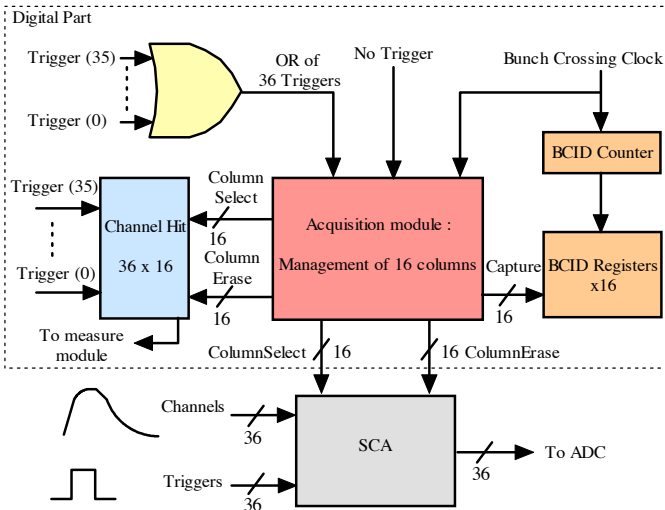 Digital Part
Trigger (35)
Trigger (0)
OR of
36 Triggers
No Trigger
Bunch Crossing Clock
BCID Counter
Trigger (35)
Trigger (0)
Channel Hit
36 x 16
Column
Select
16
Column
Erase
16
Acquisition module :
Management of 16 columns
Capture
16
BCID Registers
x16
To measure
module
ColumnSelect
16
16
ColumnErase
Channels
36
Triggers
36
SCA
36
To ADC